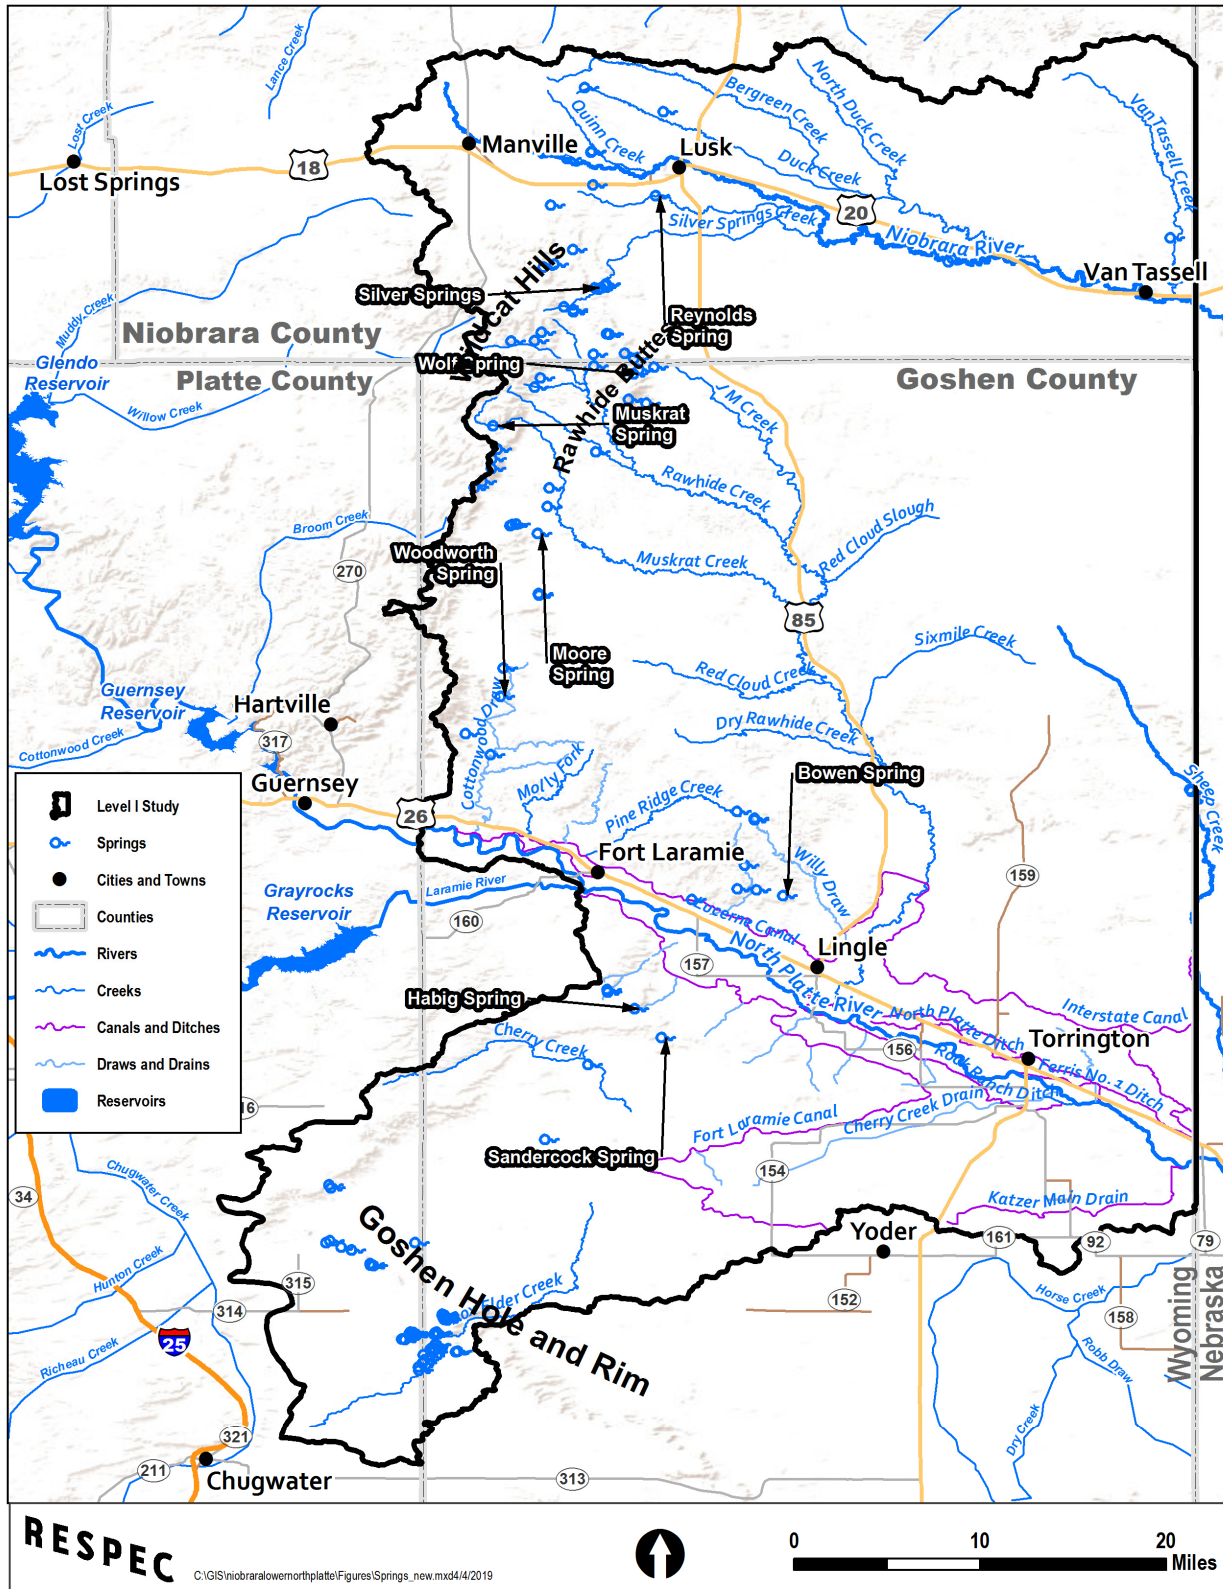 Lance Creek
Lost Creek
Lost Springs
18
Manville
Lusk
Quinn Creek
Bergreen Creek
North Duck Creek
Duck Creek
Van Tassell Creek
Silver Springs Creek
20
Niobrara River
Van Tassell
Wild cat Hills
Silver Springs
Reynolds
Spring
Muddy Creek
Niobrara County
Glendo
Reservoir
Platte County
Wolf Spring
Goshen County
Willow Creek
Rawhide Buttes
Muskrat
Spring
J M Creek
Rawhide Creek
Broom Creek
Red Cloud Slough
Woodworth
Spring
Muskrat Creek
270
85
Sixmile Creek
Moore
Spring
Red Cloud Creek
Guernsey
Reservoir
Hartville
Cottonwood Draw
Dry Rawhide Creek
Cottonwood Creek
317
Molly Fork
Bowen Spring
Sheep Creek
Guernsey
26
Pine Ridge Creek
Fort Laramie
Willy Draw
159
Grayrocks
Reservoir
Laramie River
160
Lucerne Canal
Lingle
157
North Platte River
Habig Spring
Interstate Canal
North Platte Ditch
Cherry Creek
156
Torrington
Rock Ranch Ditch
Ferris No. 1 Ditch
16
Fort Laramie Canal
Cherry Creek Drain
Sandercock Spring
154
Chugwater Creek
34
Katzer Main Drain
Goshen Hole and Rim
Yoder
161
92
79
Hunton Creek
315
314
Elder Creek
152
Horse Creek
158
25
Richeau Creek
Robb Draw
Wyoming
Nebraska
Dry Creek
321
211
Chugwater
313
Level I Study
Springs
Cities and Towns
Counties
Rivers
Creeks
Canals and Ditches
Draws and Drains
Reservoirs
RESPEC
C:\GIS\niobraralowernorthplatte\Figures\Springs_new.mxd4/4/2019
0 10 20
Miles